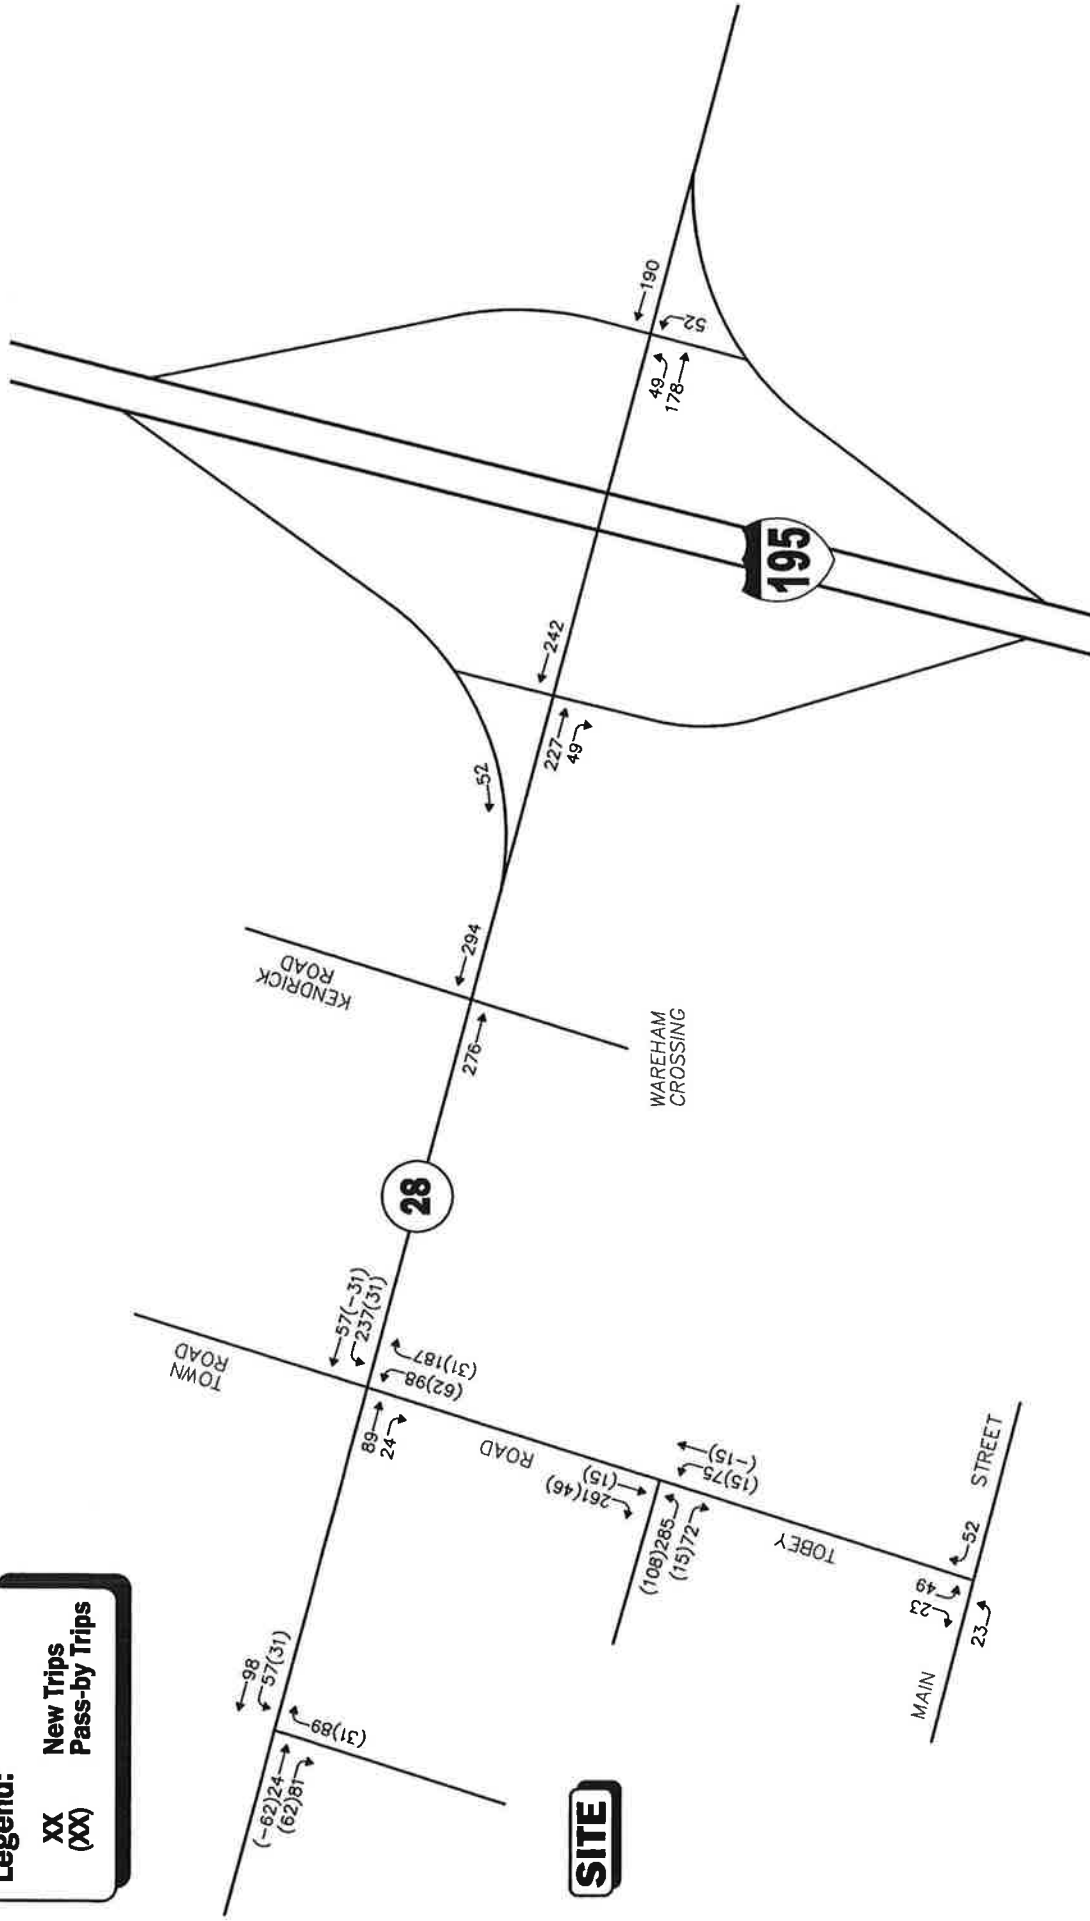 Legend:
XX New Trips
(XX) Pass-by Trips
SITE
(-62)24
(62)81
98
57(31)
(31)89
TOWN
ROAD
57(-31)
237(31)
89
24
(62)98
(31)187
28
TOBEY
ROAD
261(46)
(15)
(108)285
(15)72
(15)75
(-15)
MAIN
STREET
23
49
23
52
KENDRICK
ROAD
276
294
WAREHAM
CROSSING
52
227
49
242
195
49
178
52
190